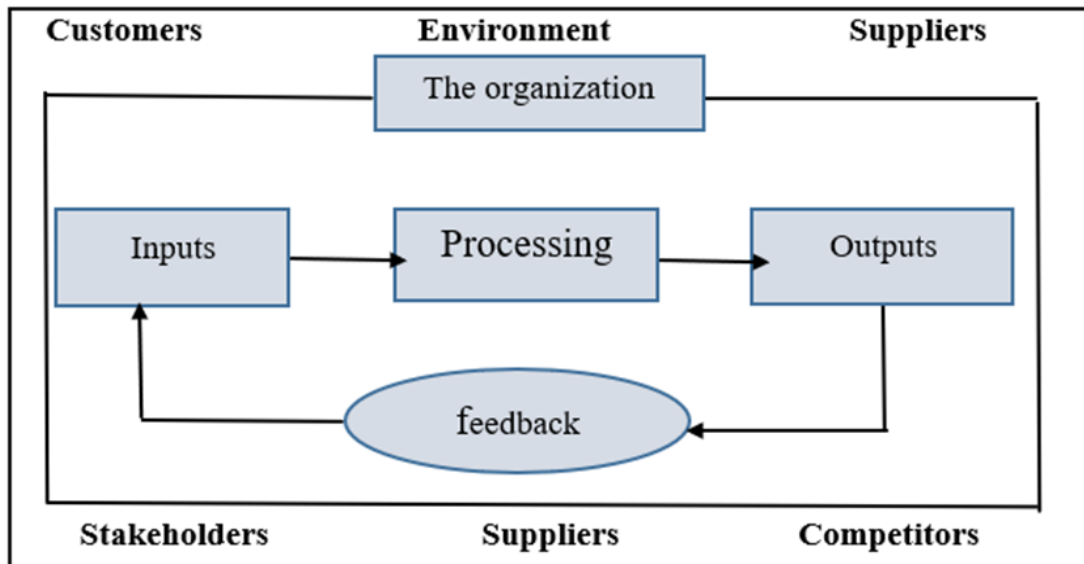 Customers Environment Suppliers
The organization
Inputs Processing Outputs
feedback
Stakeholders Suppliers Competitors